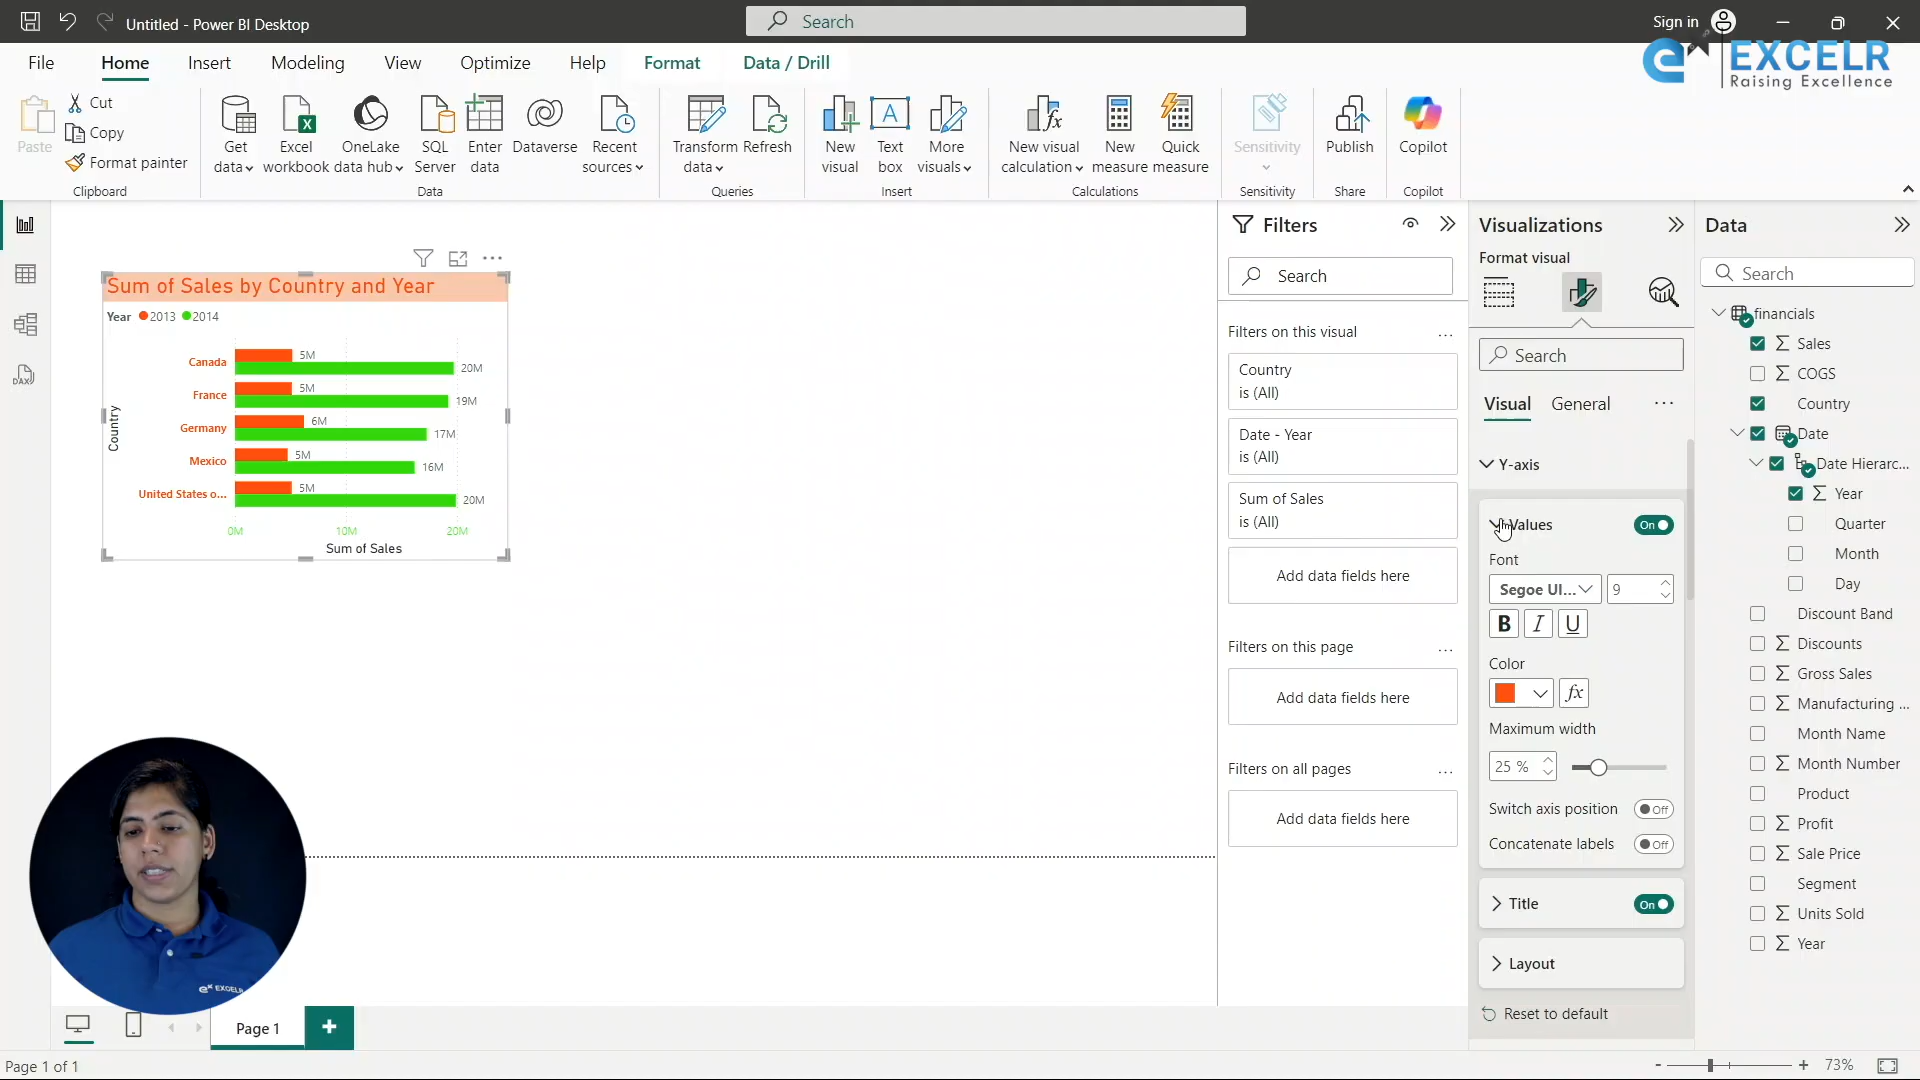 Untitled - Power BI Desktop
Search
Sign in
EXCELR
Raising Excellence
File
Home
Insert
Modeling
View
Optimize
Help
Format
Data / Drill
Paste
Cut
Copy
Format painter
Clipboard
Get data
Excel workbook
OneLake data hub
SQL Server
Enter data
Dataverse
Recent sources
Data
Transform data
Refresh
Queries
New visual
Text box
More visuals
Insert
New visual calculation
New measure
Quick measure
Calculations
Sensitivity
Sensitivity
Publish
Share
Copilot
Copilot
Sum of Sales by Country and Year
Year 2013 2014
Country
Canada 5M 20M
France 5M 19M
Germany 6M 17M
Mexico 5M 16M
United States o... 5M 20M
0M 10M 20M
Sum of Sales
Filters
Search
Filters on this visual ...
Country
is (All)
Date - Year
is (All)
Sum of Sales
is (All)
Add data fields here
Filters on this page ...
Add data fields here
Filters on all pages ...
Add data fields here
Visualizations
Format visual
Search
Visual General ...
Y-axis
Values On
Font
Segoe UI... 9
B I U
Color
fx
Maximum width
25 %
Switch axis position Off
Concatenate labels Off
Title On
Layout
Reset to default
Data
Search
financials
Sales
COGS
Country
Date
Date Hierarc...
Year
Quarter
Month
Day
Discount Band
Discounts
Gross Sales
Manufacturing ...
Month Name
Month Number
Product
Profit
Sale Price
Segment
Units Sold
Year
DAX
EXCELR
Page 1
+
Page 1 of 1
- + 73%